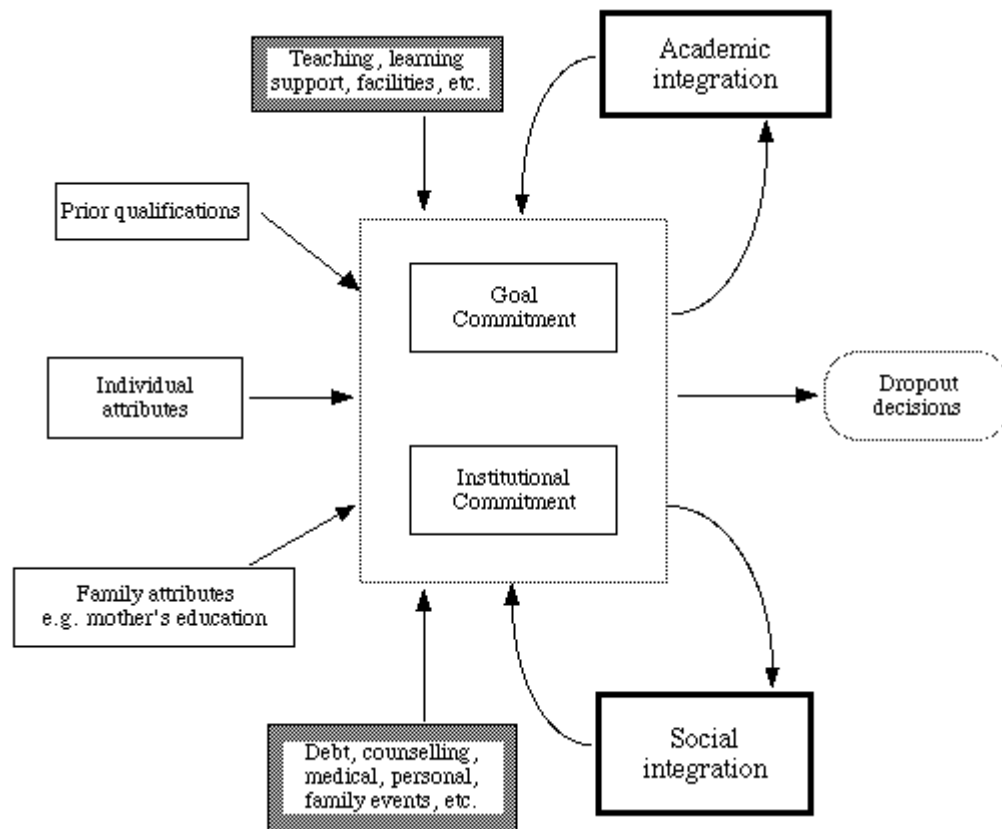 Teaching, learning
support, facilities, etc.
Academic
integration
Prior qualifications
Goal
Commitment
Individual
attributes
Dropout
decisions
Institutional
Commitment
Family attributes
e.g. mother's education
Debt, counselling,
medical, personal,
family events, etc.
Social
integration